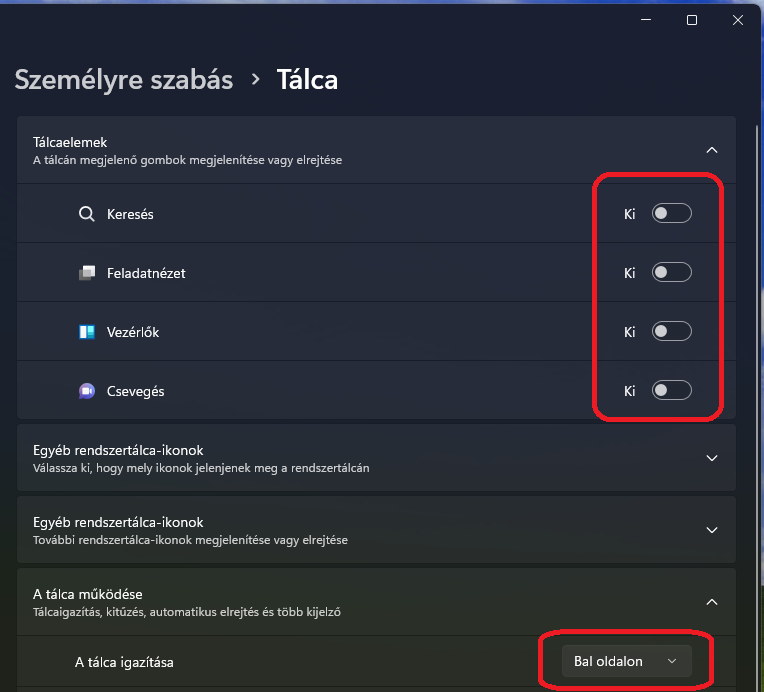 Személyre szabás > Tálca
Tálcaelemek
A tálcán megjelenő gombok megjelenítése vagy elrejtése
Keresés Ki
Feladatnézet Ki
Vezérlők Ki
Csevegés Ki
Egyéb rendszertálca-ikonok
Válassza ki, hogy mely ikonok jelenjenek meg a rendszertálcán
Egyéb rendszertálca-ikonok
További rendszertálca-ikonok megjelenítése vagy elrejtése
A tálca működése
Tálcaigazítás, kitűzés, automatikus elrejtés és több kijelző
A tálca igazítása Bal oldalon